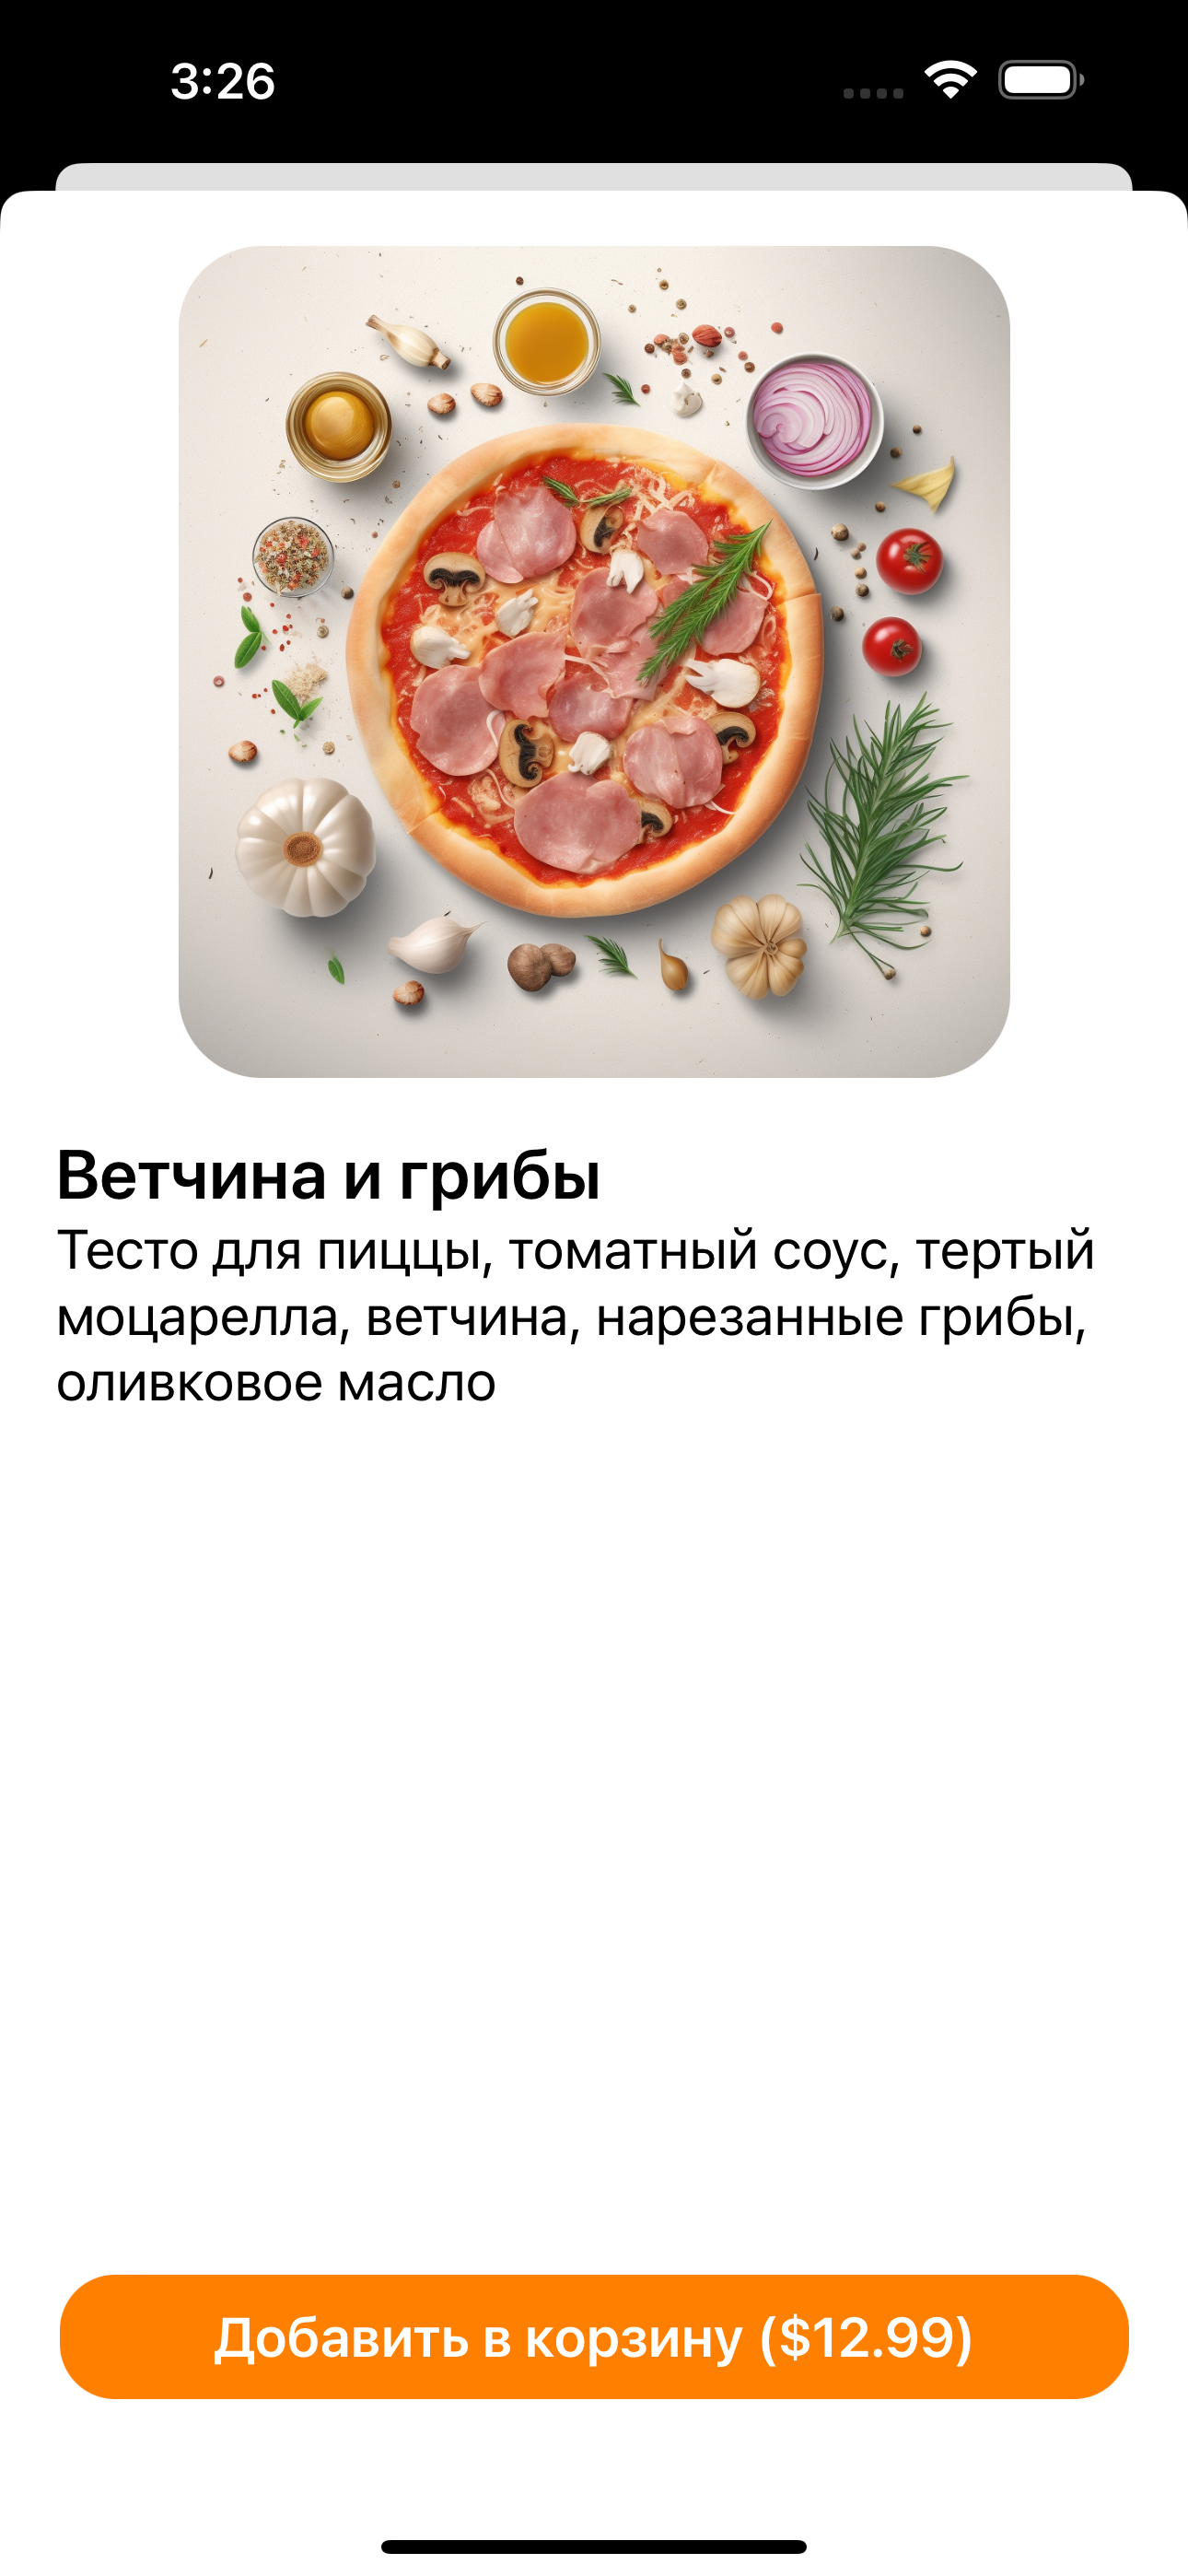 3:26
Ветчина и грибы
Тесто для пиццы, томатный соус, тертый
моцарелла, ветчина, нарезанные грибы,
оливковое масло
Добавить в корзину ($12.99)